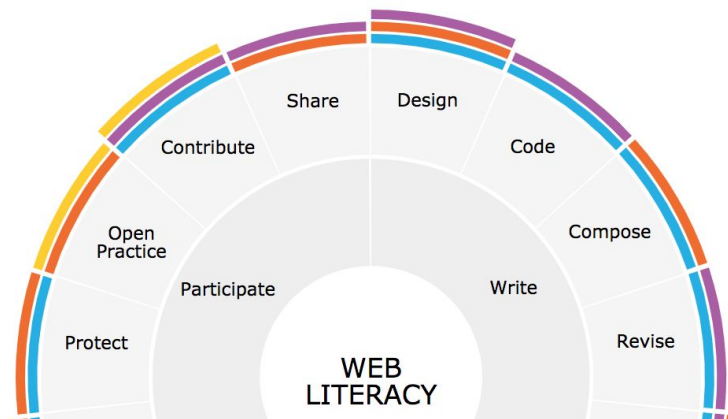 Share
Design
Contribute
Code
Open
Practice
Compose
Participate
Write
Protect
Revise
WEB
LITERACY